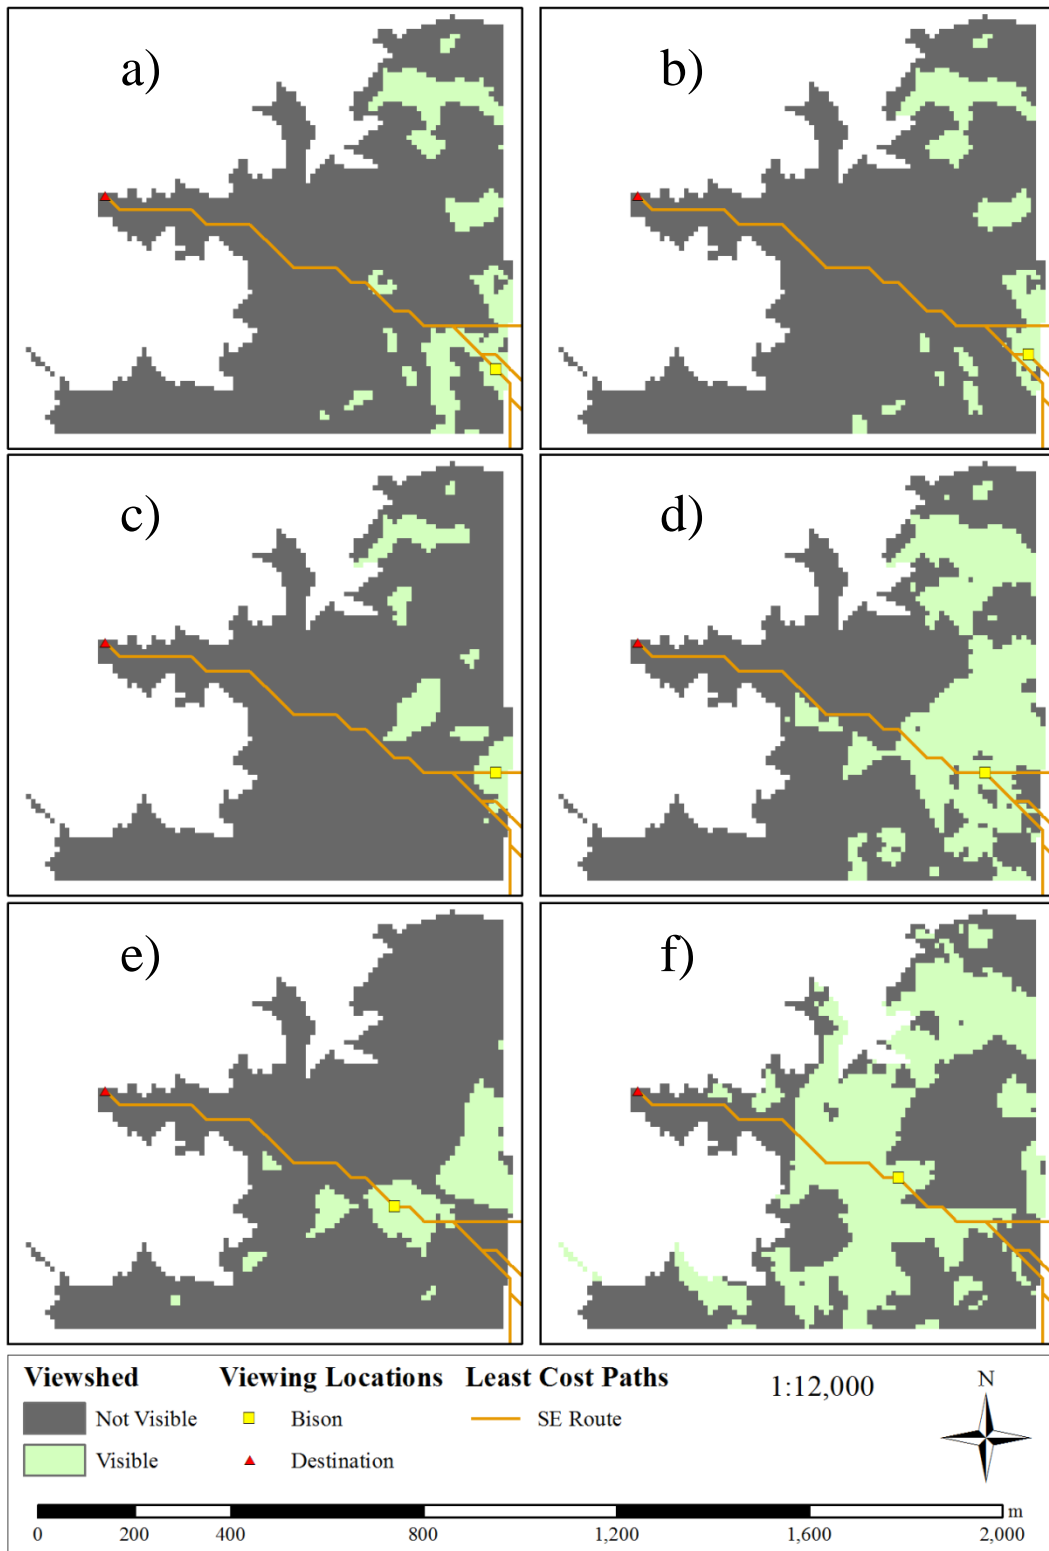 a)
b)
c)
d)
e)
f)
Viewshed
Viewing Locations
Least Cost Paths
1:12,000
N
Not Visible
Bison
SE Route
Visible
Destination
m
0 200 400 800 1,200 1,600 2,000